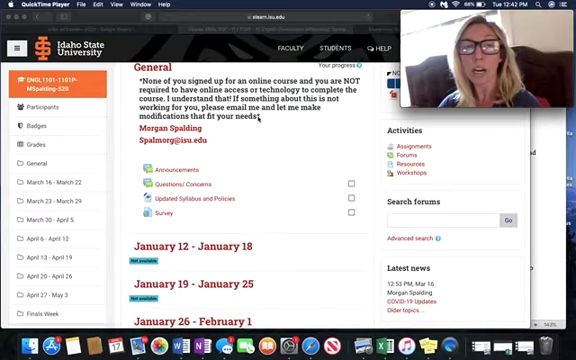 QuickTime Player File Edit View Window Help
68% Tue 12:42 PM
elearn.isu.edu
Idaho State
University
FACULTY STUDENTS HELP
ENGL1101-1101P-
MSpalding-S20
Participants
Badges
Grades
General
March 16 - March 22
March 23 - March 29
March 30 - April 5
April 6 - April 12
April 13 - April 19
April 20 - April 26
April 27 - May 3
Finals Week
General
Your progress
*None of you signed up for an online course and you are NOT
required to have online access or technology to complete the
course. I understand that! If something about this is not
working for you, please email me and let me make
modifications that fit your needs*
Morgan Spalding
Spalmorg@isu.edu
Announcements
Questions/ Concerns
Updated Syllabus and Policies
Survey
January 12 - January 18
Not available
January 19 - January 25
Not available
January 26 - February 1
Activities
Assignments
Forums
Resources
Workshops
Search forums
Go
Advanced search
Latest news
12:53 PM, Mar 16
Morgan Spalding
COVID-19 Updates
Older topics ...
143%
17